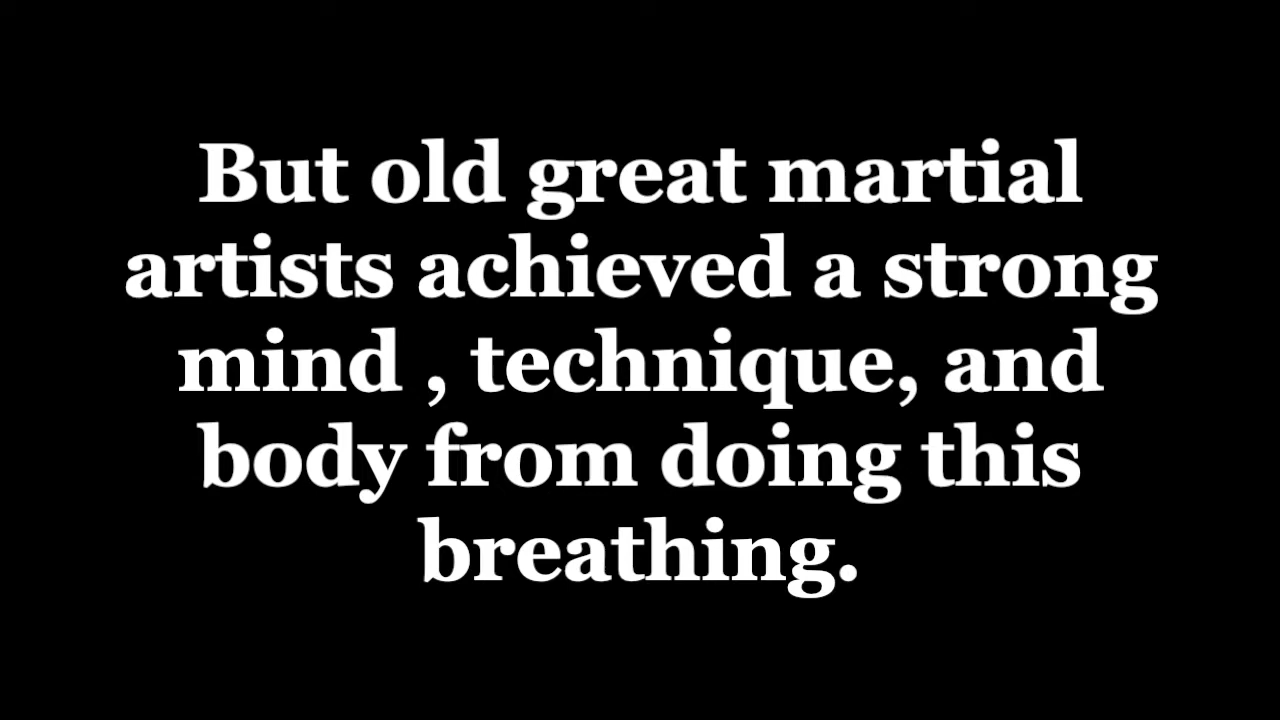 But old great martial
artists achieved a strong
mind , technique, and
body from doing this
breathing.